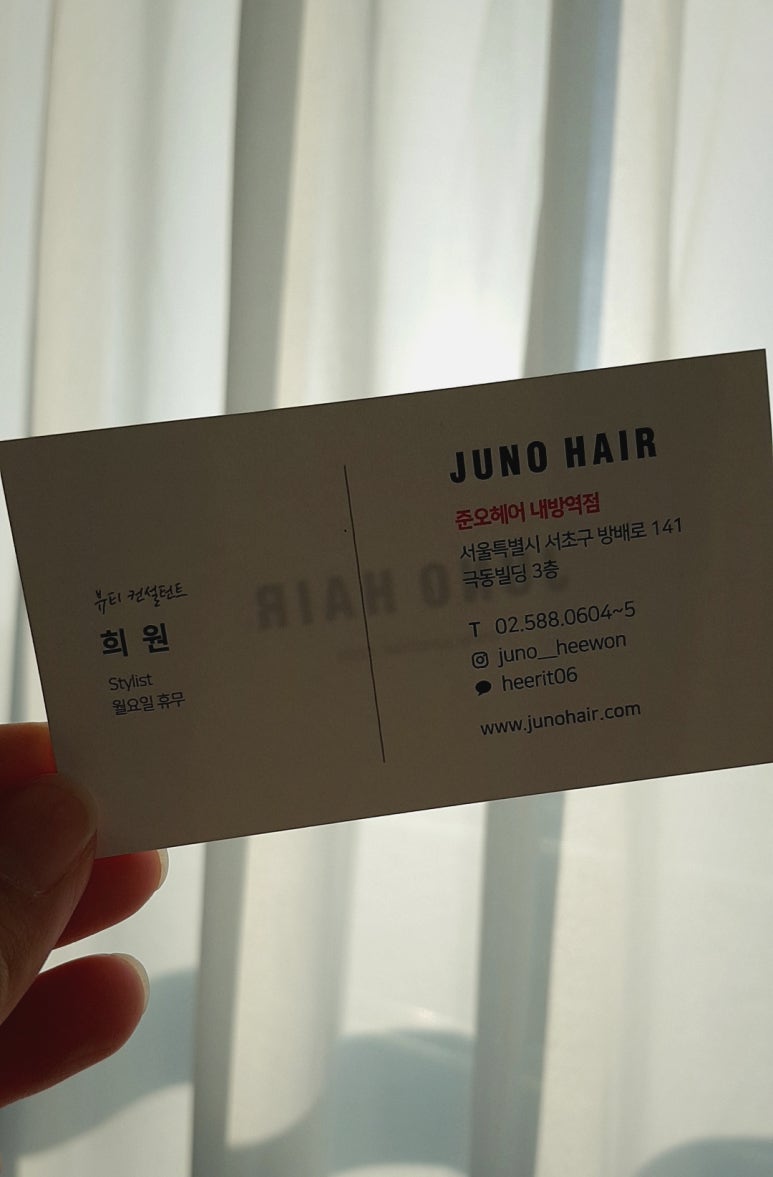 뷰티 컨설턴트
희 원
Stylist
월요일 휴무
JUNO HAIR
준오헤어 내방역점
서울특별시 서초구 방배로 141
극동빌딩 3층
T 02.588.0604~5
juno__heewon
heerit06
www.junohair.com
JUNO HAIR